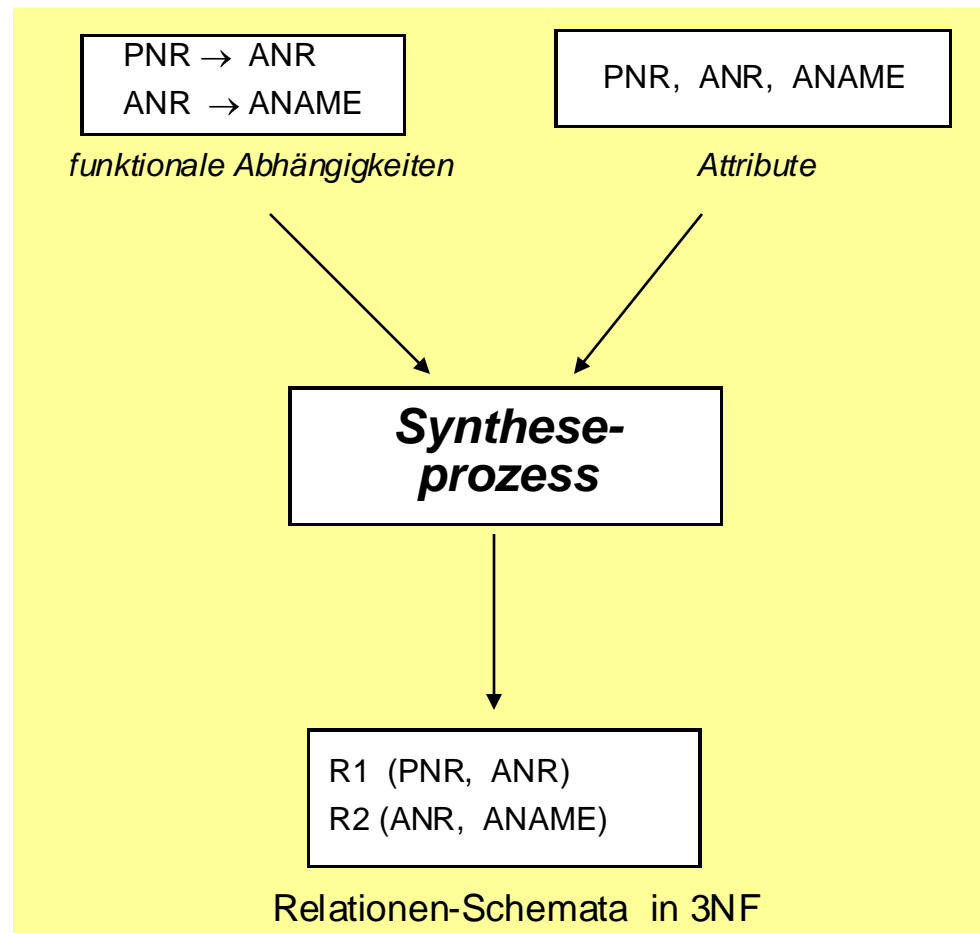 PNR → ANR
ANR → ANAME
funktionale Abhängigkeiten
PNR, ANR, ANAME
Attribute
Synthese-
prozess
R1 (PNR, ANR)
R2 (ANR, ANAME)
Relationen-Schemata in 3NF